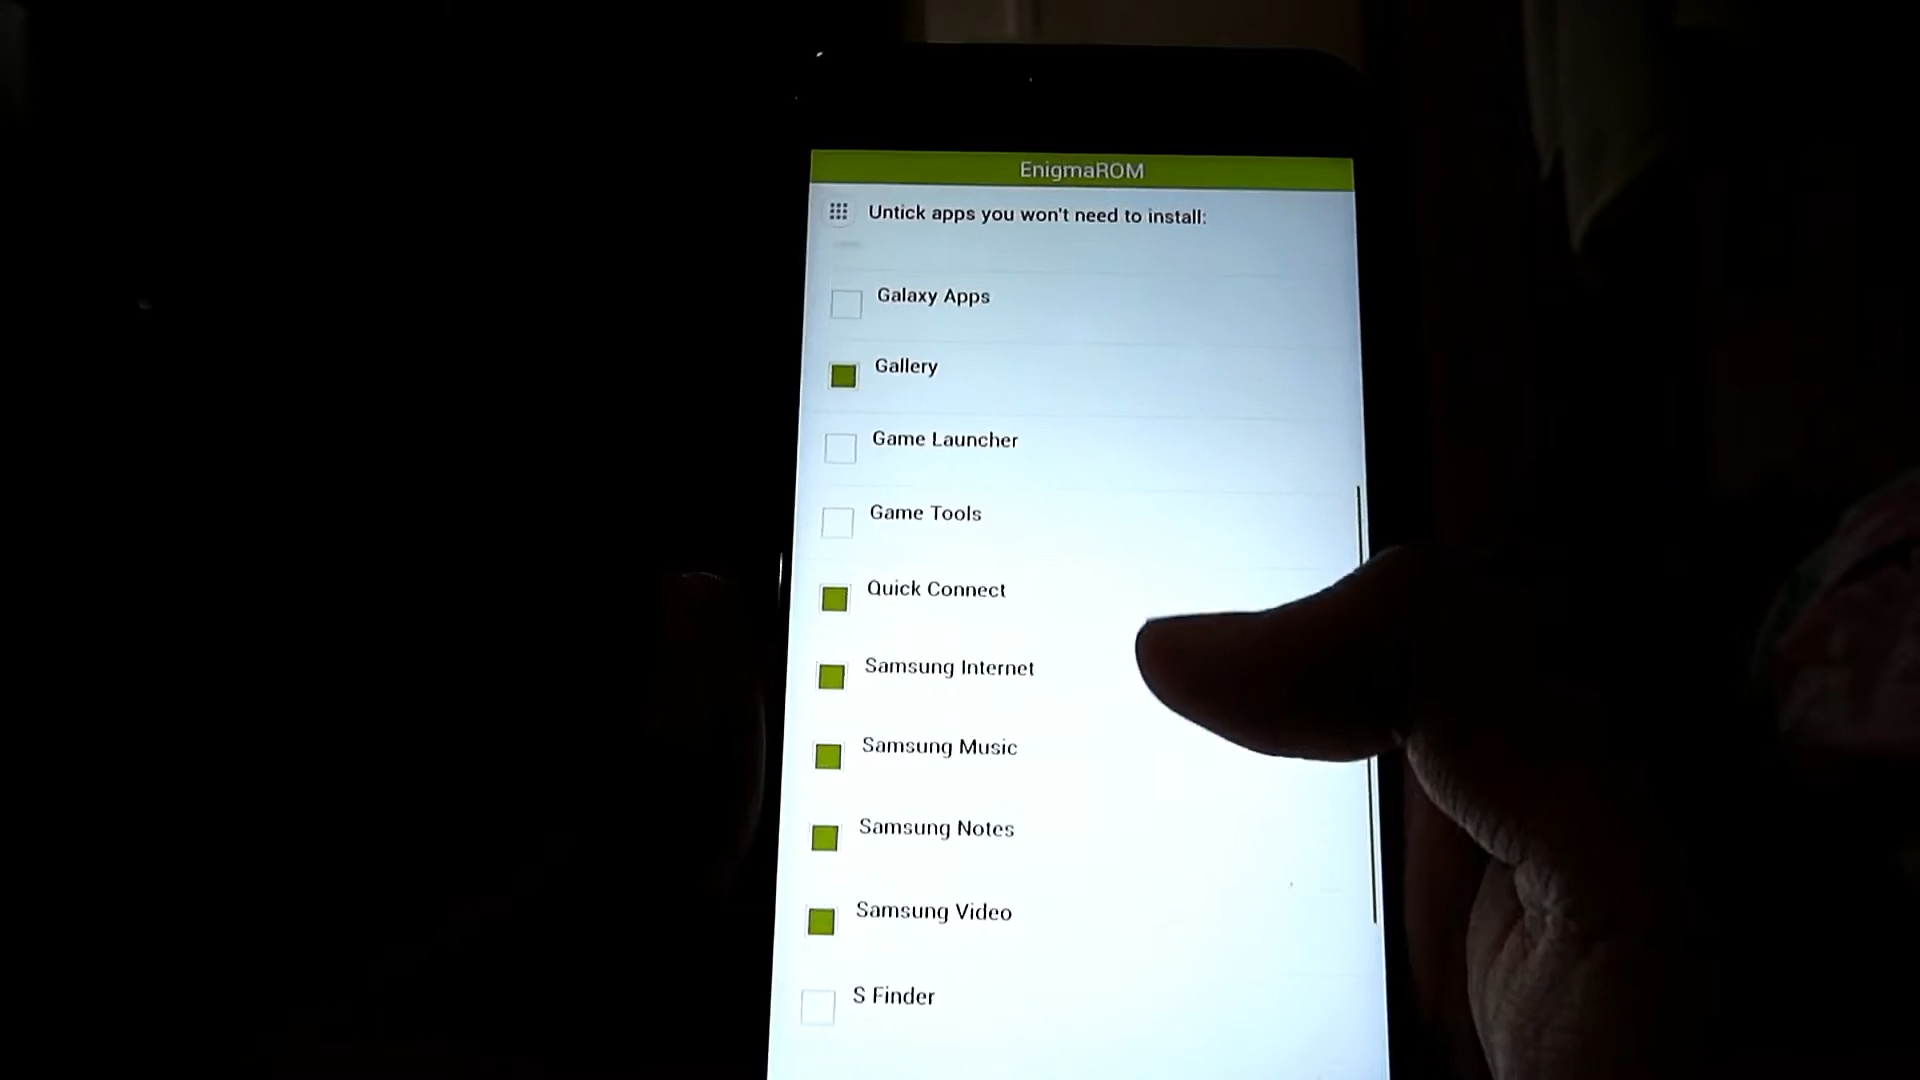 EnigmaROM
Untick apps you won't need to install:
Galaxy Apps
Gallery
Game Launcher
Game Tools
Quick Connect
Samsung Internet
Samsung Music
Samsung Notes
Samsung Video
S Finder